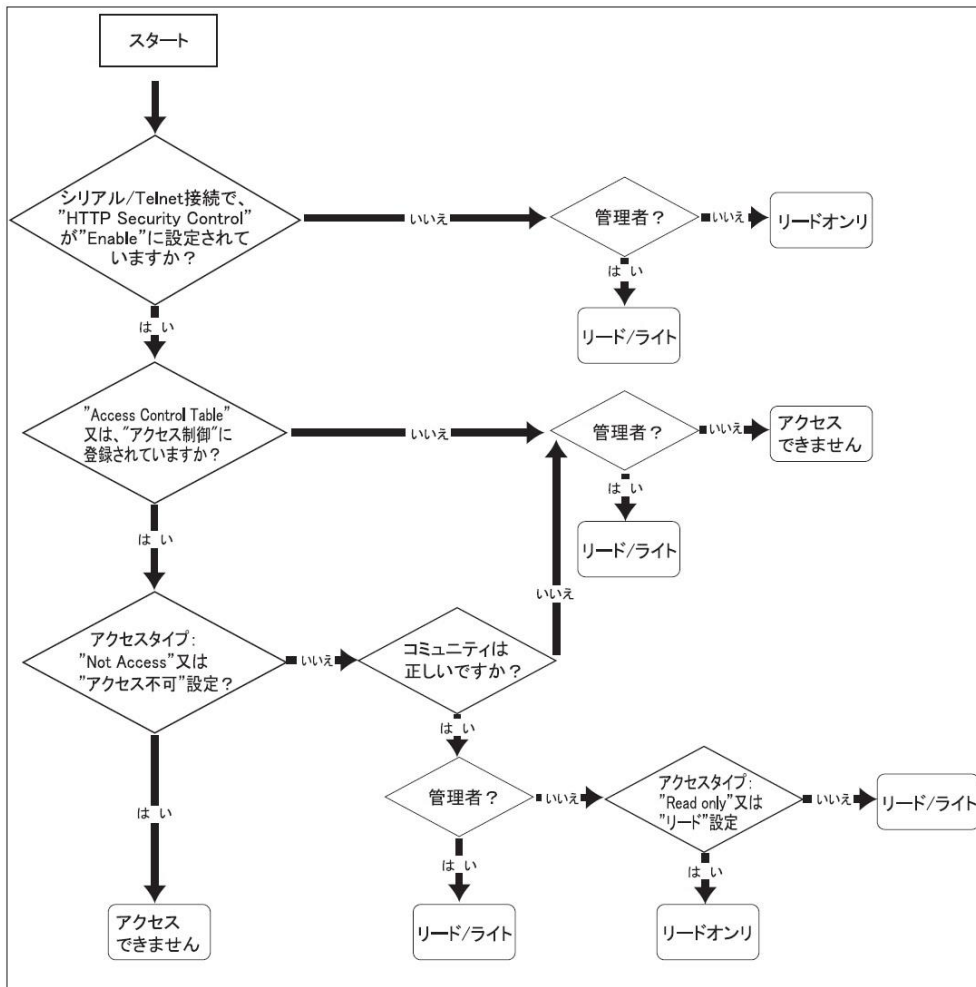 スタート
シリアル/Telnet接続で、
"HTTP Security Control"
が"Enable"に設定されて
いますか?
いいえ
管理者?
いいえ
リードオンリ
はい
リード/ライト
はい
"Access Control Table"
又は、"アクセス制御"に
登録されていますか?
いいえ
管理者?
いいえ
アクセス
できません
はい
リード/ライト
はい
アクセスタイプ:
"Not Access"又は
"アクセス不可"設定?
いいえ
コミュニティは
正しいですか?
いいえ
はい
管理者?
いいえ
アクセスタイプ:
"Read only"又は
"リード"設定
いいえ
リード/ライト
はい
アクセス
できません
はい
リード/ライト
はい
リードオンリ